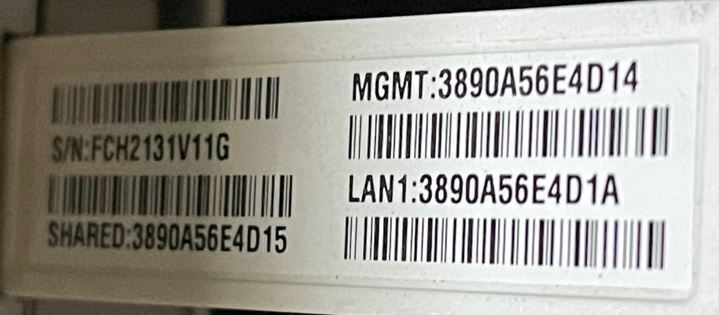 S/N:FCH2131V11G
SHARED:3890A56E4D15
MGMT:3890A56E4D14
LAN1:3890A56E4D1A